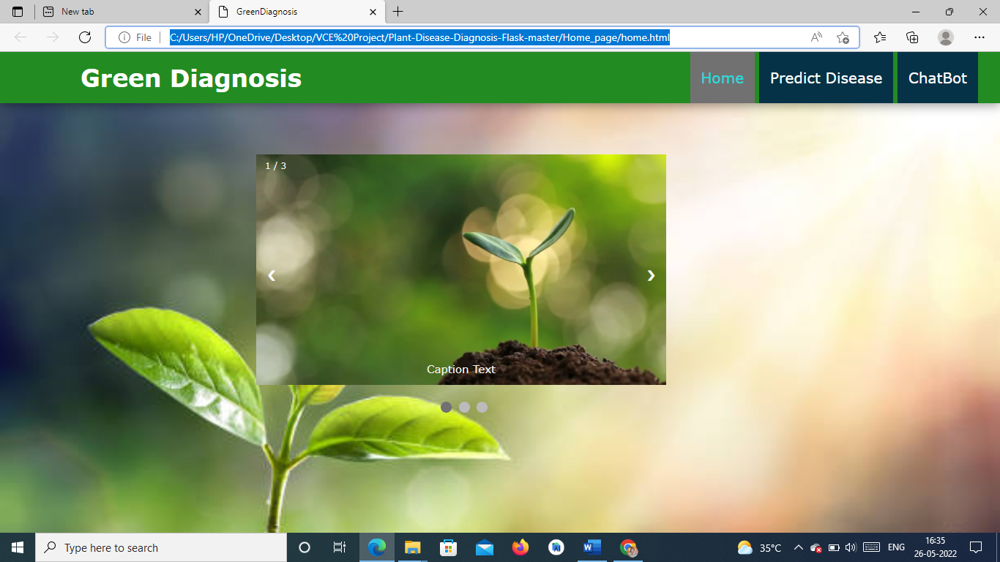 New tab
GreenDiagnosis
File
C:/Users/HP/OneDrive/Desktop/VCE%20Project/Plant-Disease-Diagnosis-Flask-master/Home_page/home.html
Green Diagnosis
Home
Predict Disease
ChatBot
1 / 3
❮
❯
Caption Text
Type here to search
35°C
ENG
16:35
26-05-2022